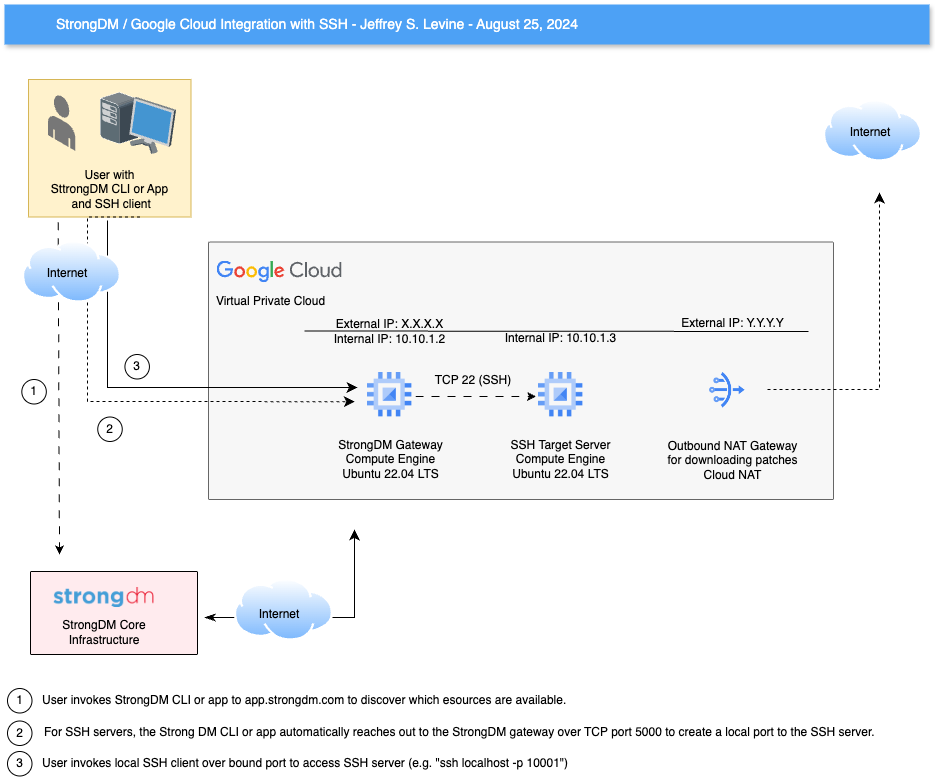 StrongDM / Google Cloud Integration with SSH - Jeffrey S. Levine - August 25, 2024
User with
SttrongDM CLI or App
and SSH client
Internet
Internet
Google Cloud
Virtual Private Cloud
External IP: X.X.X.X
Internal IP: 10.10.1.2
Internal IP: 10.10.1.3
External IP: Y.Y.Y.Y
3
1
2
TCP 22 (SSH)
StrongDM Gateway
Compute Engine
Ubuntu 22.04 LTS
SSH Target Server
Compute Engine
Ubuntu 22.04 LTS
Outbound NAT Gateway
for downloading patches
Cloud NAT
strongdm
StrongDM Core
Infrastructure
Internet
1 User invokes StrongDM CLI or app to app.strongdm.com to discover which esources are available.
2 For SSH servers, the Strong DM CLI or app automatically reaches out to the StrongDM gateway over TCP port 5000 to create a local port to the SSH server.
3 User invokes local SSH client over bound port to access SSH server (e.g. "ssh localhost -p 10001")